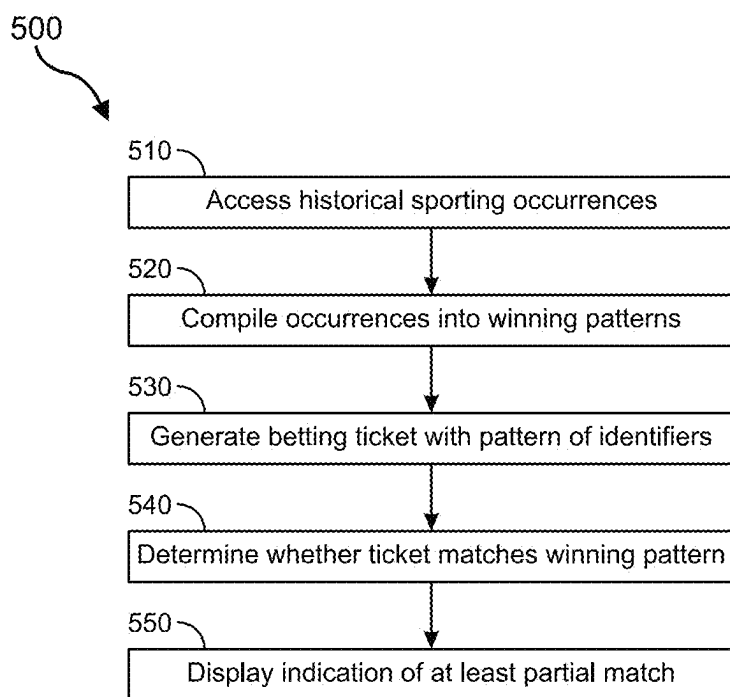 500
510
Access historical sporting occurrences
520
Compile occurrences into winning patterns
530
Generate betting ticket with pattern of identifiers
540
Determine whether ticket matches winning pattern
550
Display indication of at least partial match